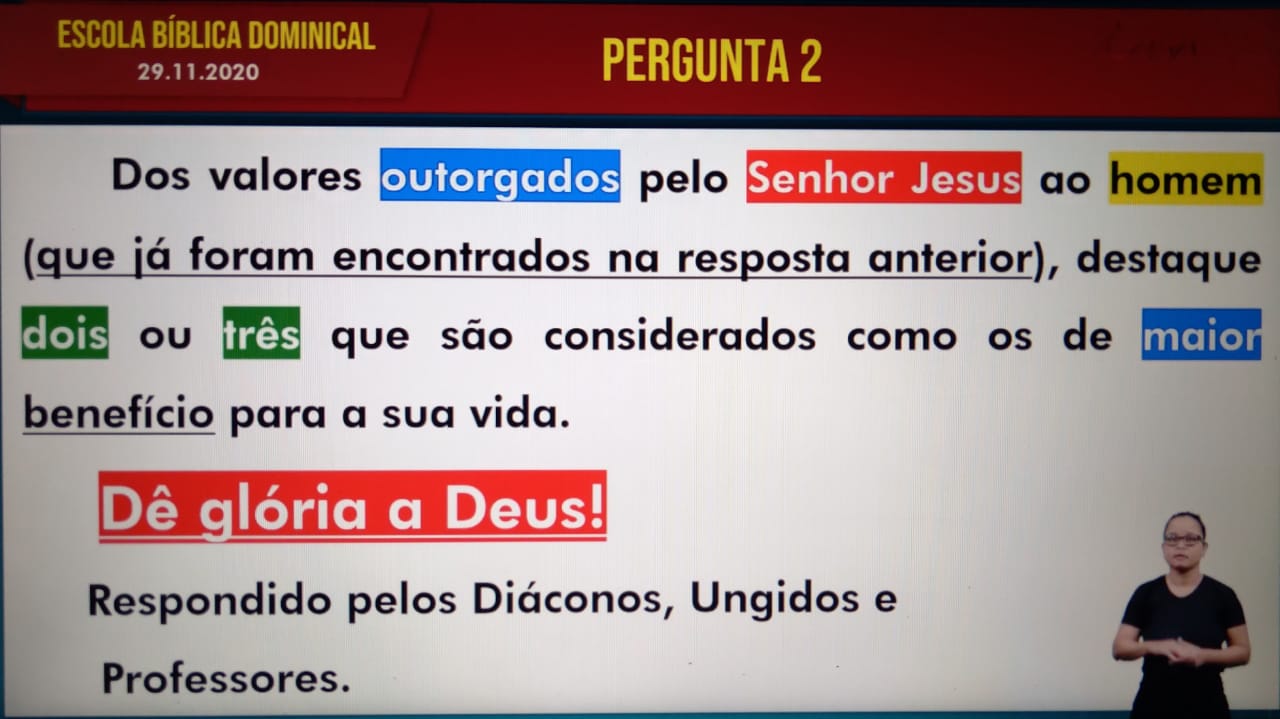 ESCOLA BÍBLICA DOMINICAL
29.11.2020
PERGUNTA 2
Dos valores outorgados pelo Senhor Jesus ao homem
(que já foram encontrados na resposta anterior), destaque
dois ou três que são considerados como os de maior
benefício para a sua vida.
Dê glória a Deus!
Respondido pelos Diáconos, Ungidos e
Professores.